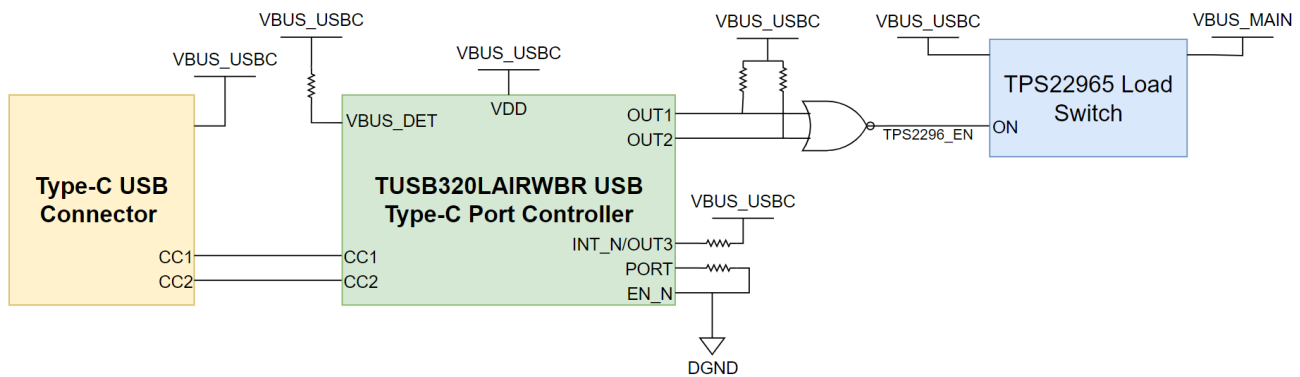 VBUS_USBC
VBUS_USBC
VBUS_USBC
VBUS_USBC
VBUS_USBC
VBUS_MAIN
Type-C USB
Connector
CC1
CC2
VDD
VBUS_DET
TUSB320LAIRWBR USB
Type-C Port Controller
CC1
CC2
OUT1
OUT2
INT_N/OUT3
PORT
EN_N
VBUS_USBC
DGND
TPS2296_EN
TPS22965 Load
Switch
ON